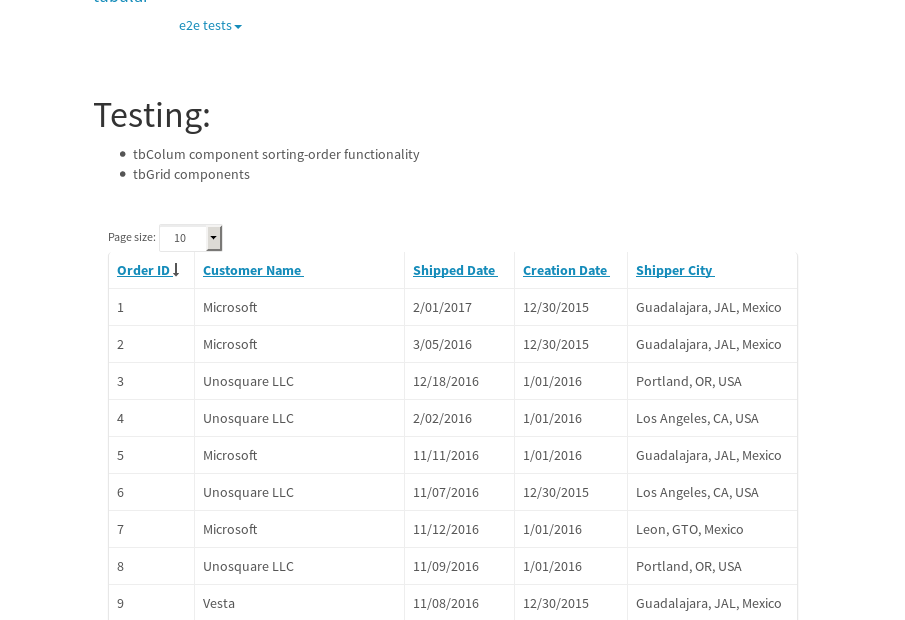 tubular
e2e tests
Testing:
tbColum component sorting-order functionality
tbGrid components
Page size: 10
Order ID Customer Name Shipped Date Creation Date Shipper City
1 Microsoft 2/01/2017 12/30/2015 Guadalajara, JAL, Mexico
2 Microsoft 3/05/2016 12/30/2015 Guadalajara, JAL, Mexico
3 Unosquare LLC 12/18/2016 1/01/2016 Portland, OR, USA
4 Unosquare LLC 2/02/2016 1/01/2016 Los Angeles, CA, USA
5 Microsoft 11/11/2016 1/01/2016 Guadalajara, JAL, Mexico
6 Unosquare LLC 11/07/2016 12/30/2015 Los Angeles, CA, USA
7 Microsoft 11/12/2016 1/01/2016 Leon, GTO, Mexico
8 Unosquare LLC 11/09/2016 1/01/2016 Portland, OR, USA
9 Vesta 11/08/2016 12/30/2015 Guadalajara, JAL, Mexico